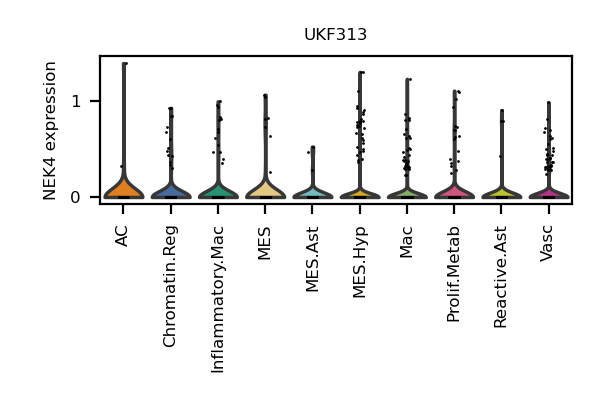 UKF313
NEK4 expression
1
0
AC
Chromatin.Reg
Inflammatory.Mac
MES
MES.Ast
MES.Hyp
Mac
Prolif.Metab
Reactive.Ast
Vasc